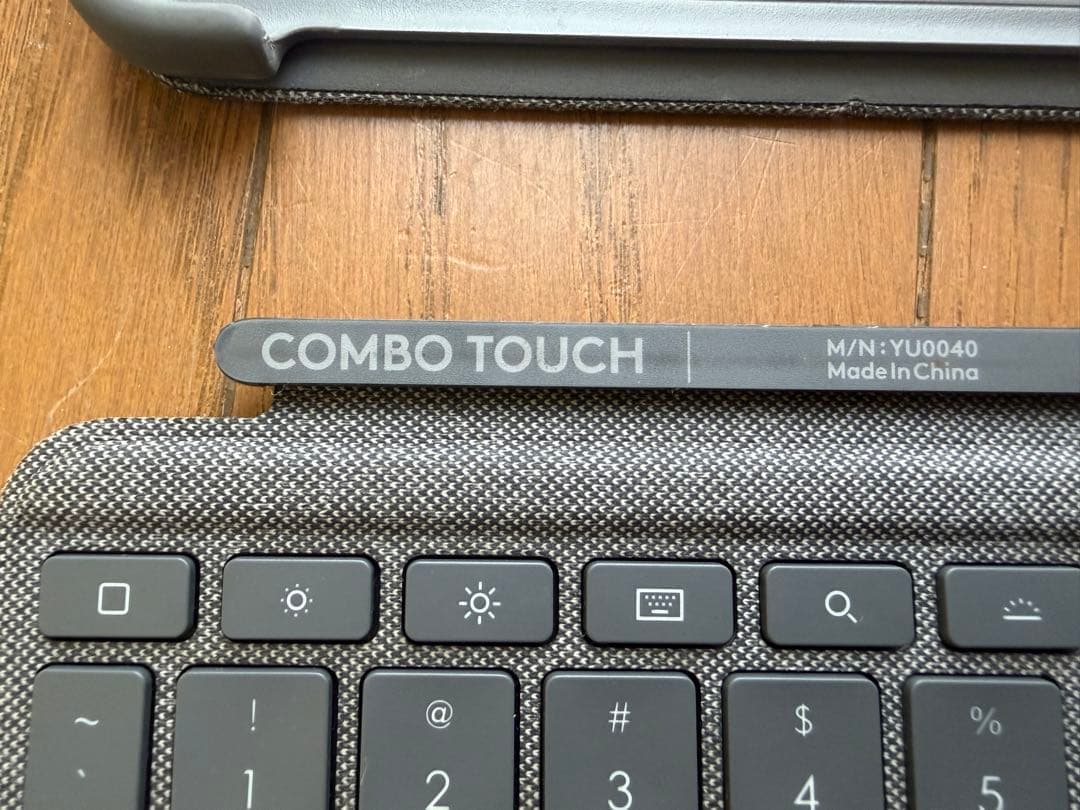 COMBO TOUCH
M/N: YU0040
Made In China
~ ! @ # $ %
` 1 2 3 4 5